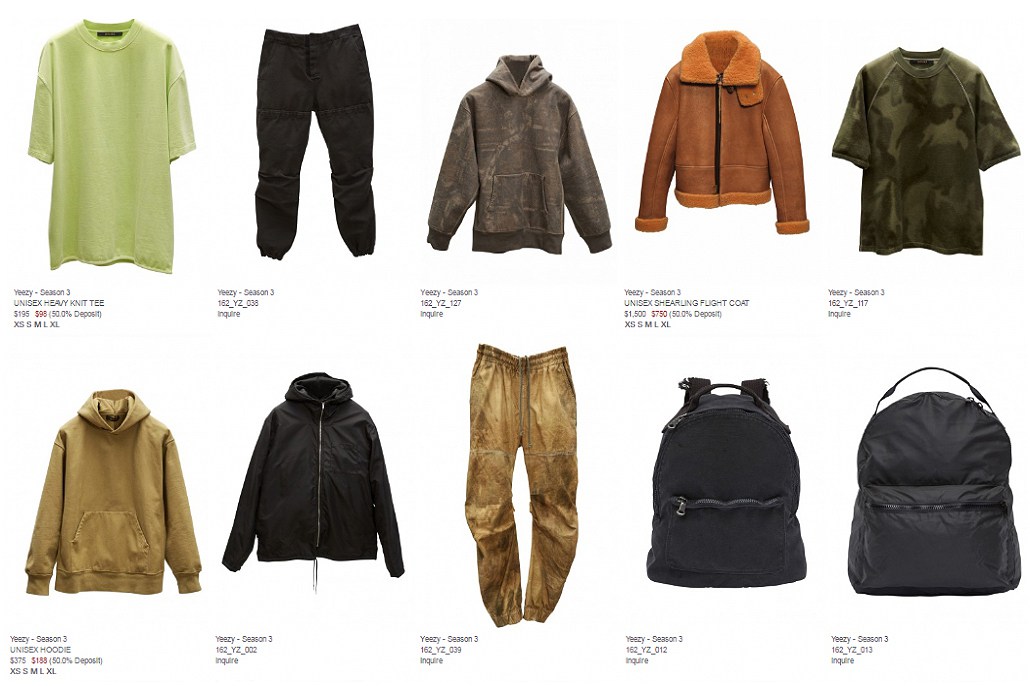 Yeezy - Season 3
UNISEX HEAVY KNIT TEE
$195 $98 (50.0% Deposit)
XS S M L XL
Yeezy - Season 3
162_YZ_038
Inquire
Yeezy - Season 3
162_YZ_127
Inquire
Yeezy - Season 3
UNISEX SHEARLING FLIGHT COAT
$1,500 $750 (50.0% Deposit)
XS S M L XL
Yeezy - Season 3
162_YZ_117
Inquire
Yeezy - Season 3
UNISEX HOODIE
$375 $188 (50.0% Deposit)
XS S M L XL
Yeezy - Season 3
162_YZ_002
Inquire
Yeezy - Season 3
162_YZ_039
Inquire
Yeezy - Season 3
162_YZ_012
Inquire
Yeezy - Season 3
162_YZ_013
Inquire